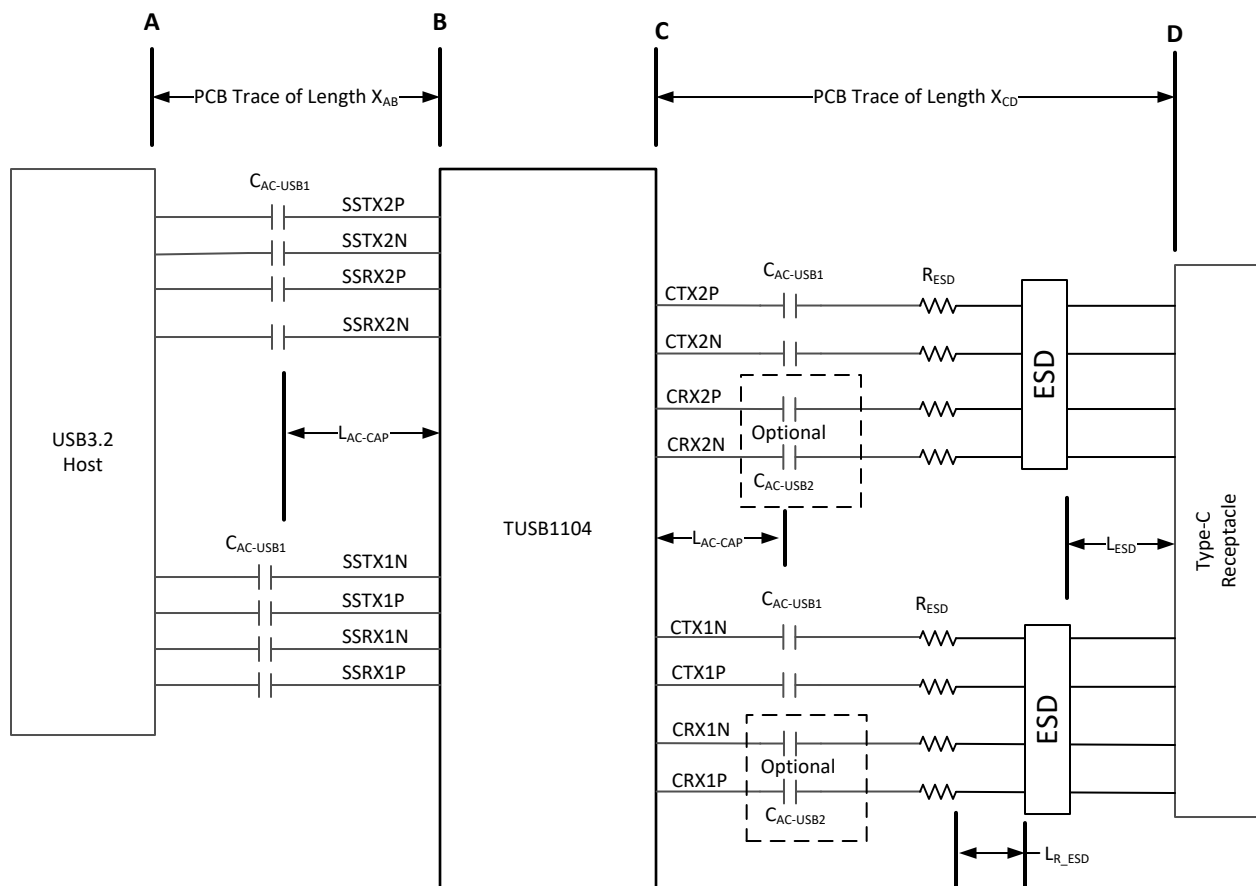 A
B
C
D
PCB Trace of Length XAB
PCB Trace of Length XCD
USB3.2
Host
CAC-USB1
SSTX2P
SSTX2N
SSRX2P
SSRX2N
LAC-CAP
CAC-USB1
SSTX1N
SSTX1P
SSRX1N
SSRX1P
TUSB1104
CTX2P
CTX2N
CRX2P
CRX2N
CAC-USB1
Optional
CAC-USB2
RESD
ESD
LAC-CAP
LESD
CTX1N
CTX1P
CRX1N
CRX1P
CAC-USB1
Optional
CAC-USB2
RESD
ESD
LR_ESD
Type-C
Receptacle